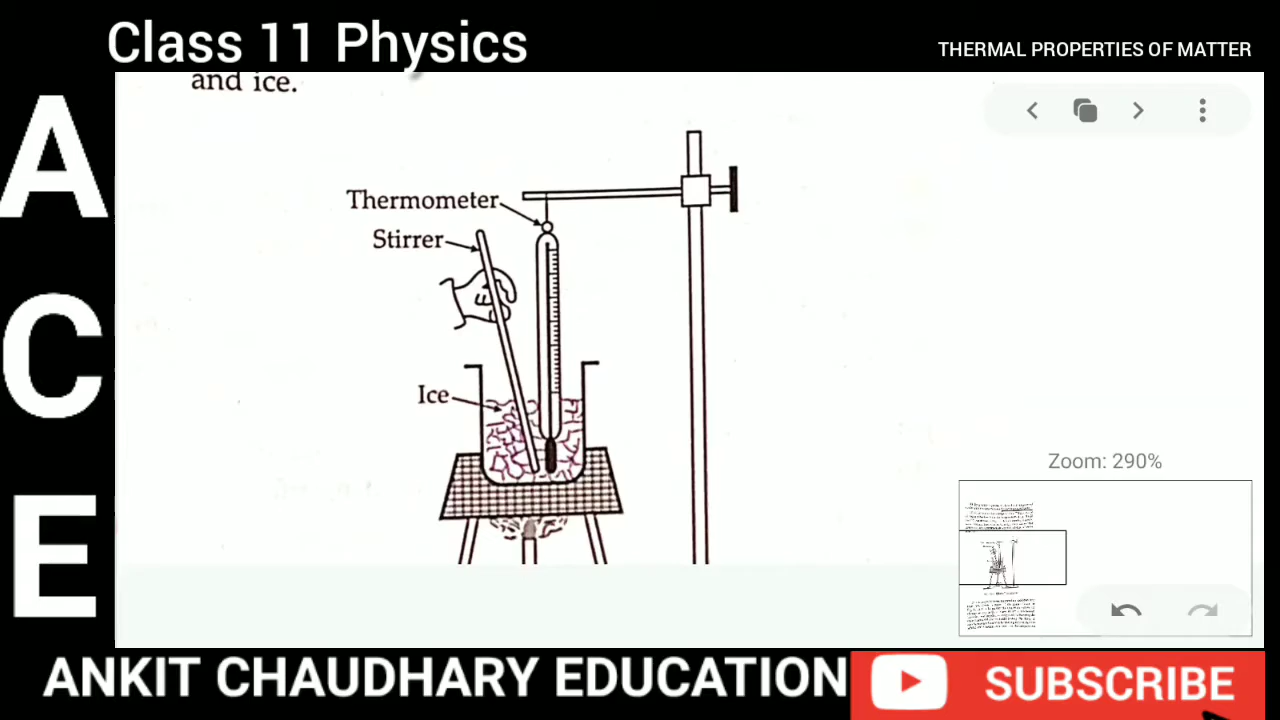 Class 11 Physics
THERMAL PROPERTIES OF MATTER
and ice.
Thermometer
Stirrer
Ice
Zoom: 290%
A
C
E
ANKIT CHAUDHARY EDUCATION
SUBSCRIBE